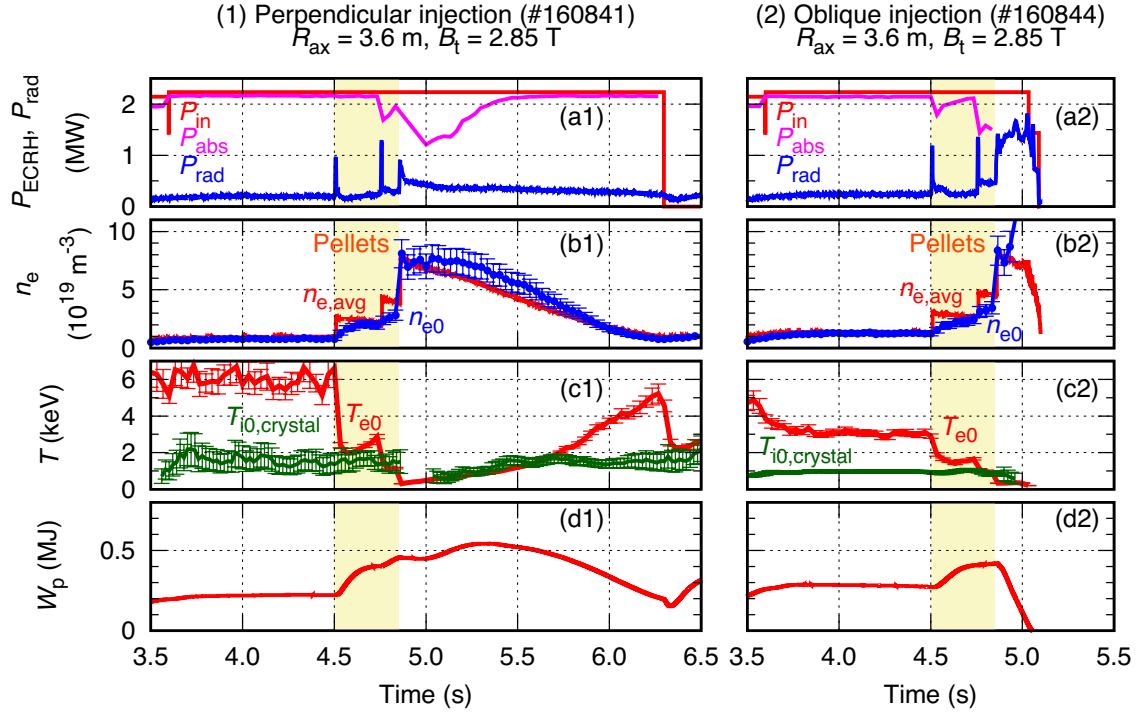 (1) Perpendicular injection (#160841)
R_ax = 3.6 m, B_t = 2.85 T
(2) Oblique injection (#160844)
R_ax = 3.6 m, B_t = 2.85 T
P_ECRH, P_rad
(MW)
2
1
0
P_in
P_abs
P_rad
(a1)
P_in
P_abs
P_rad
(a2)
n_e
(10^19 m^-3)
10
5
0
Pellets
n_e,avg
n_e0
(b1)
Pellets
n_e,avg
n_e0
(b2)
T (keV)
6
4
2
0
T_i0,crystal
T_e0
(c1)
T_e0
T_i0,crystal
(c2)
W_p (MJ)
0.5
0
(d1)
(d2)
3.5 4.0 4.5 5.0 5.5 6.0 6.5
3.5 4.0 4.5 5.0 5.5
Time (s)
Time (s)